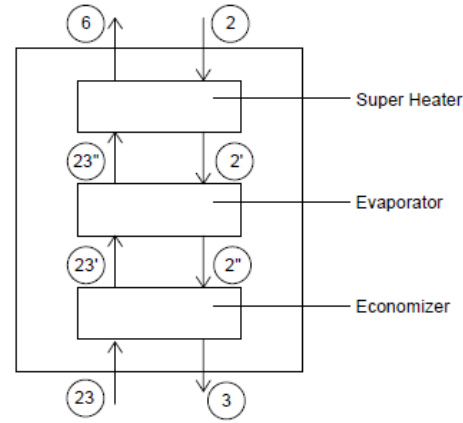 6
2
Super Heater
23"
2'
Evaporator
23'
2"
Economizer
23
3